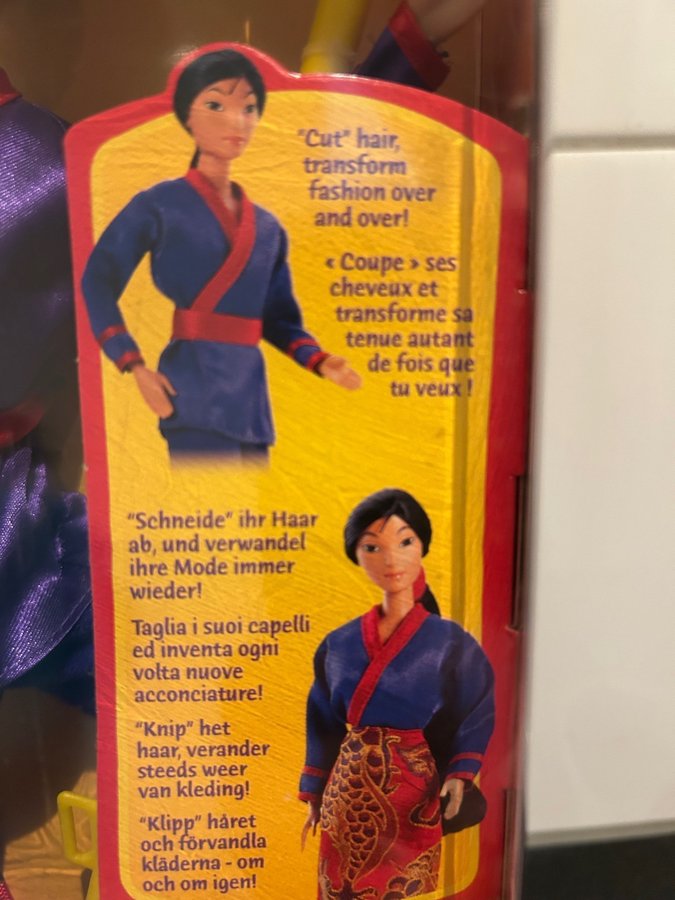 "Cut" hair,
transform
fashion over
and over!
« Coupe » ses
cheveux et
transforme sa
tenue autant
de fois que
tu veux !
"Schneide" ihr Haar
ab, und verwandel
ihre Mode immer
wieder!
Taglia i suoi capelli
ed inventa ogni
volta nuove
acconciature!
"Knip" het
haar, verander
steeds weer
van kleding!
"Klipp" håret
och förvandla
kläderna - om
och om igen!